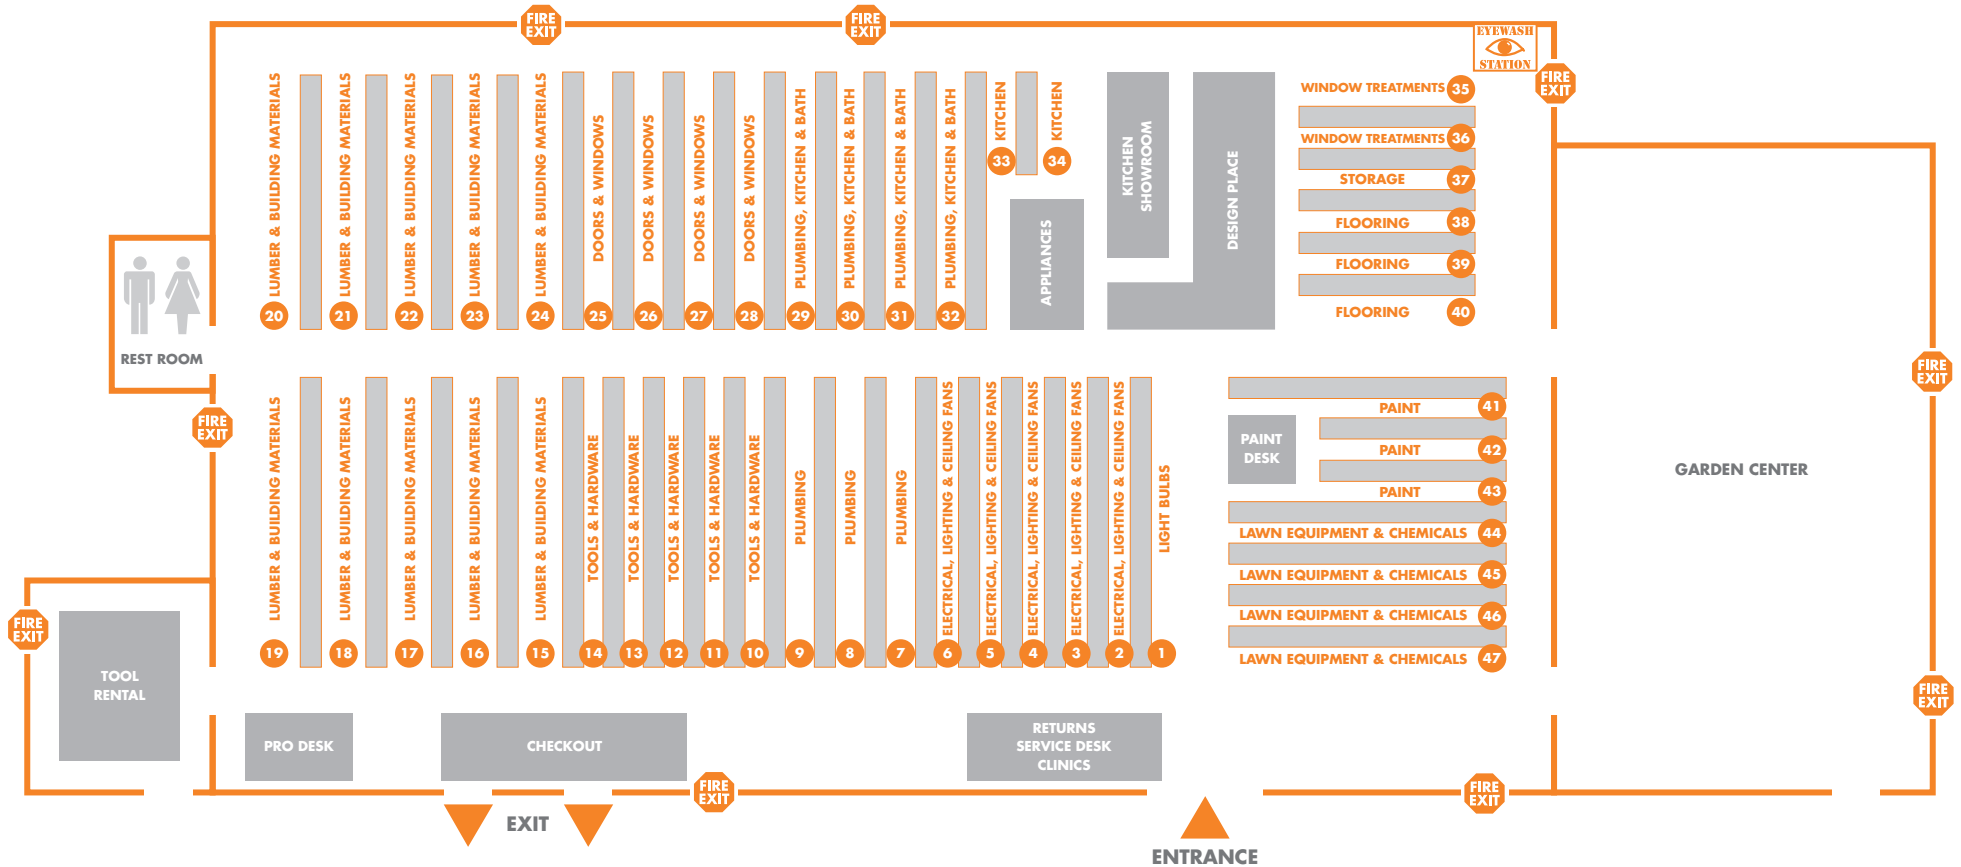 FIRE
EXIT
FIRE
EXIT
EYEWASH
STATION
FIRE
EXIT
LUMBER & BUILDING MATERIALS
20
LUMBER & BUILDING MATERIALS
21
LUMBER & BUILDING MATERIALS
22
LUMBER & BUILDING MATERIALS
23
LUMBER & BUILDING MATERIALS
24
DOORS & WINDOWS
25
DOORS & WINDOWS
26
DOORS & WINDOWS
27
DOORS & WINDOWS
28
PLUMBING, KITCHEN & BATH
29
PLUMBING, KITCHEN & BATH
30
PLUMBING, KITCHEN & BATH
31
PLUMBING, KITCHEN & BATH
32
KITCHEN
33
KITCHEN
34
APPLIANCES
KITCHEN
SHOWROOM
DESIGN PLACE
WINDOW TREATMENTS 35
WINDOW TREATMENTS 36
STORAGE 37
FLOORING 38
FLOORING 39
FLOORING 40
REST ROOM
FIRE
EXIT
FIRE
EXIT
LUMBER & BUILDING MATERIALS
19
LUMBER & BUILDING MATERIALS
18
LUMBER & BUILDING MATERIALS
17
LUMBER & BUILDING MATERIALS
16
LUMBER & BUILDING MATERIALS
15
TOOLS & HARDWARE
14
TOOLS & HARDWARE
13
TOOLS & HARDWARE
12
TOOLS & HARDWARE
11
TOOLS & HARDWARE
10
PLUMBING
9
PLUMBING
8
PLUMBING
7
ELECTRICAL, LIGHTING & CEILING FANS
6
ELECTRICAL, LIGHTING & CEILING FANS
5
ELECTRICAL, LIGHTING & CEILING FANS
4
ELECTRICAL, LIGHTING & CEILING FANS
3
ELECTRICAL, LIGHTING & CEILING FANS
2
LIGHT BULBS
1
PAINT
DESK
PAINT 41
PAINT 42
PAINT 43
LAWN EQUIPMENT & CHEMICALS 44
LAWN EQUIPMENT & CHEMICALS 45
LAWN EQUIPMENT & CHEMICALS 46
LAWN EQUIPMENT & CHEMICALS 47
GARDEN CENTER
FIRE
EXIT
FIRE
EXIT
TOOL
RENTAL
PRO DESK
CHECKOUT
RETURNS
SERVICE DESK
CLINICS
FIRE
EXIT
FIRE
EXIT
EXIT
ENTRANCE